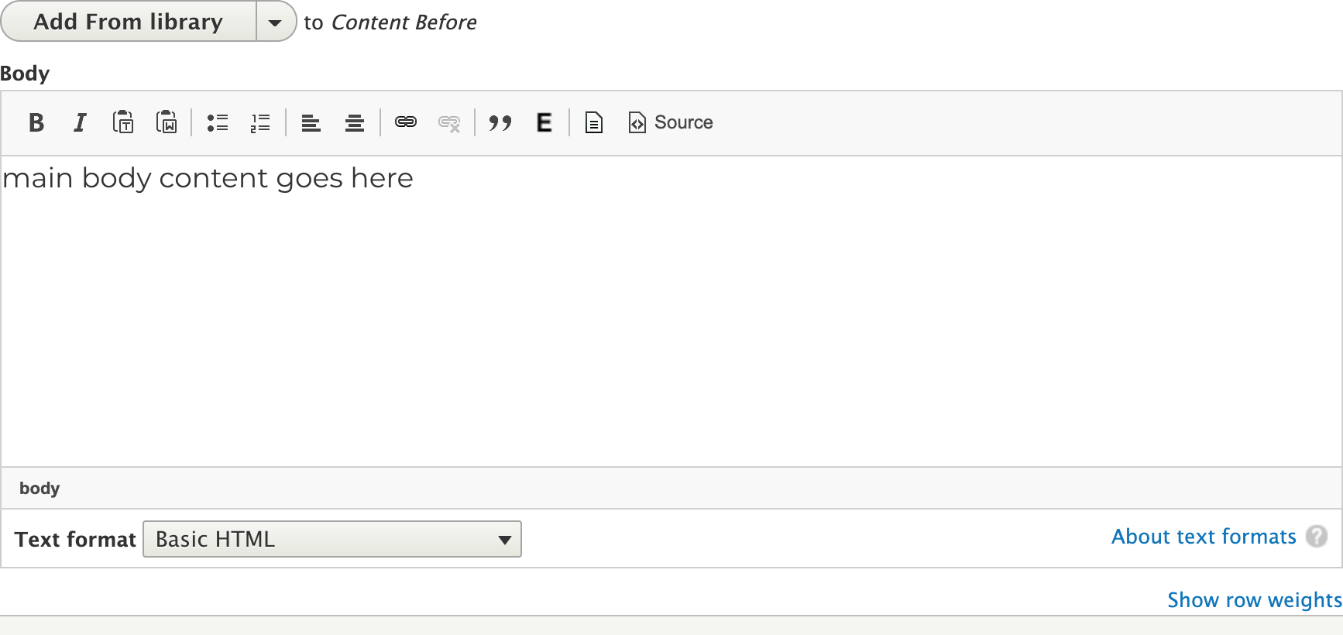 Add From library to Content Before
Body
B I Source
main body content goes here
body
Text format Basic HTML About text formats ?
Show row weights